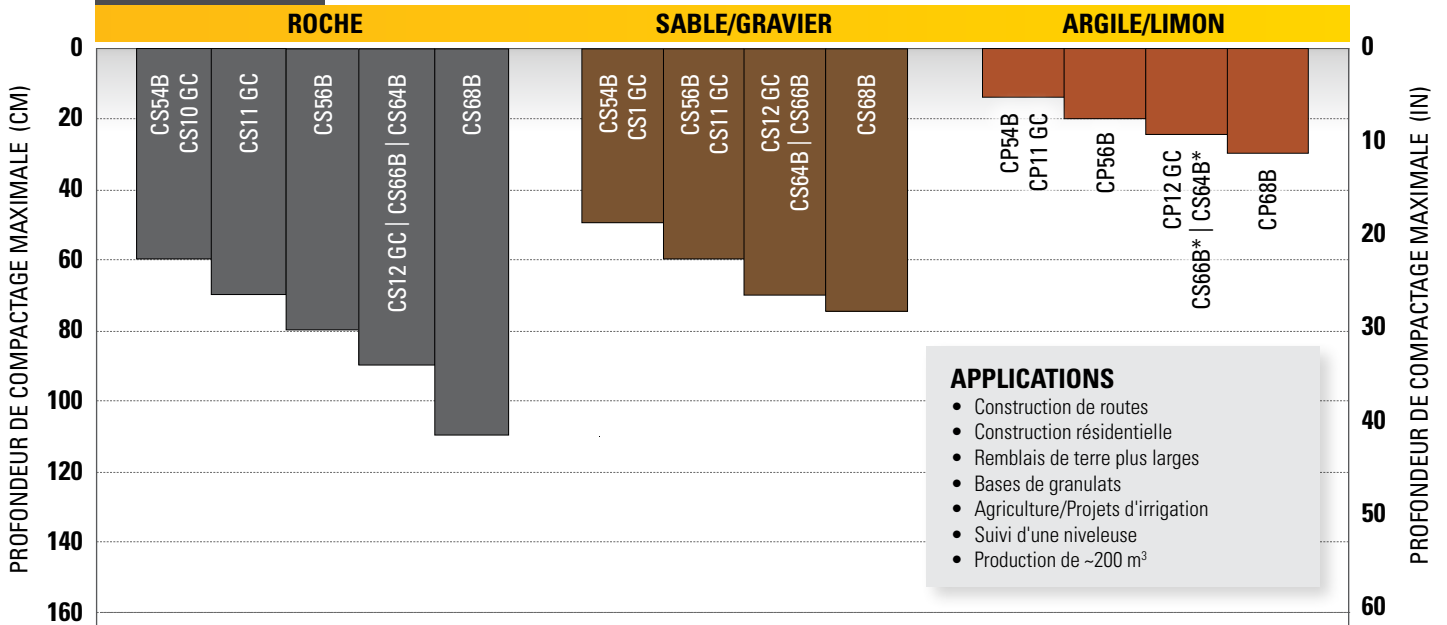 ROCHE
SABLE/GRAVIER
ARGILE/LIMON
PROFONDEUR DE COMPACTAGE MAXIMALE (CM)
0
20
40
60
80
100
120
140
160
CS54B
CS10 GC
CS11 GC
CS56B
CS12 GC | CS66B | CS64B
CS68B
CS54B
CS1 GC
CS56B
CS11 GC
CS12 GC
CS64B | CS66B
CS68B
CP54B
CP11 GC
CP56B
CP12 GC
CS66B* | CS64B*
CP68B
0
10
20
30
40
50
60
PROFONDEUR DE COMPACTAGE MAXIMALE (IN)
APPLICATIONS
• Construction de routes
• Construction résidentielle
• Remblais de terre plus larges
• Bases de granulats
• Agriculture/Projets d'irrigation
• Suivi d'une niveleuse
• Production de ~200 m³